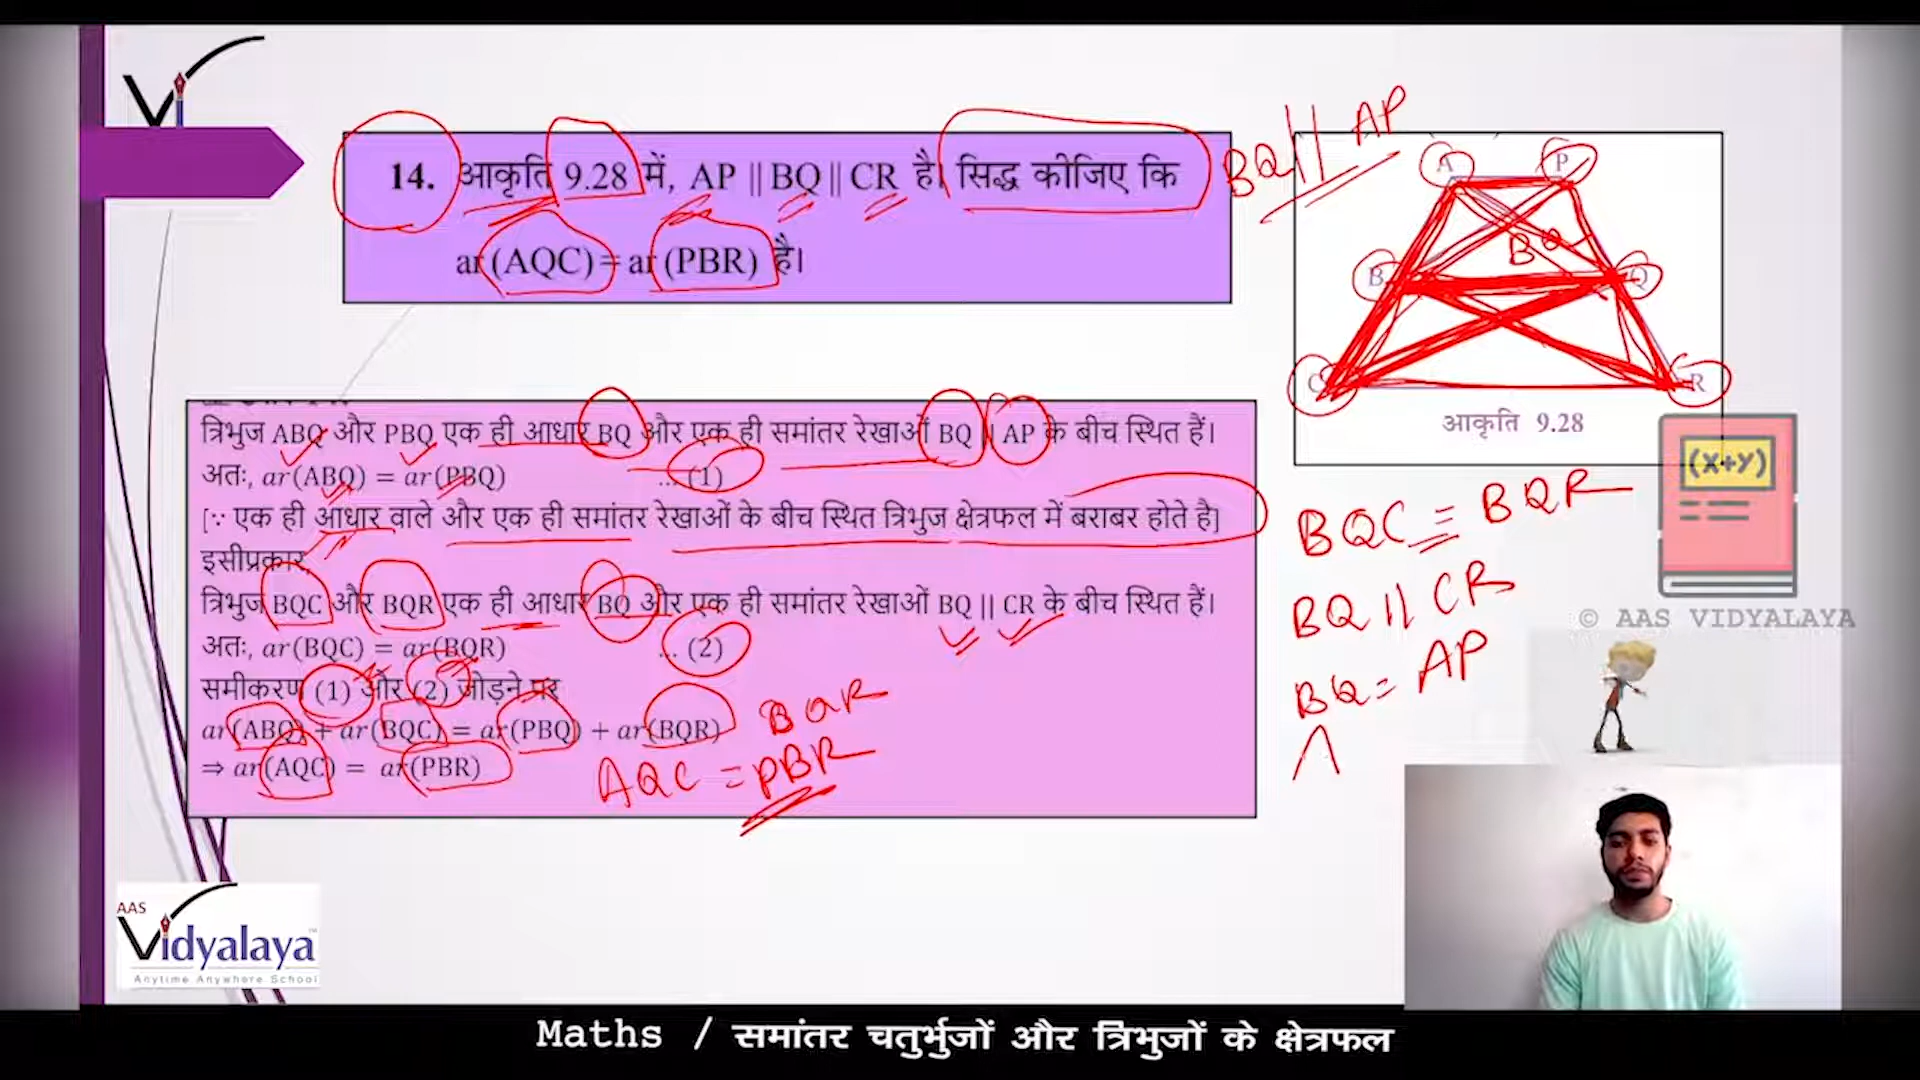 14. आकृति 9.28 में, AP || BQ || CR है। सिद्ध कीजिए कि
ar (AQC) = ar (PBR) है।
BQ || AP
A P
B Q
BQ
C R
आकृति 9.28
त्रिभुज ABQ और PBQ एक ही आधार BQ और एक ही समांतर रेखाओं BQ || AP के बीच स्थित हैं।
अतः, ar(ABQ) = ar(PBQ) ... (1)
[∵ एक ही आधार वाले और एक ही समांतर रेखाओं के बीच स्थित त्रिभुज क्षेत्रफल में बराबर होते है]
इसीप्रकार,
त्रिभुज BQC और BQR एक ही आधार BQ और एक ही समांतर रेखाओं BQ || CR के बीच स्थित हैं।
अतः, ar(BQC) = ar(BQR) ... (2)
समीकरण (1) और (2) जोड़ने पर
ar(ABQ) + ar(BQC) = ar(PBQ) + ar(BQR)
⇒ ar(AQC) = ar(PBR)
BQR
AQC = PBR
BQC = BQR
BQ || CR
BQ = AP
(x+y)
© AAS VIDYALAYA
AAS
Vidyalaya
Anytime Anywhere School
Maths / समांतर चतुर्भुजों और त्रिभुजों के क्षेत्रफल